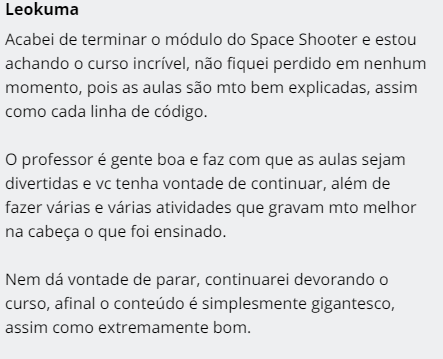 Leokuma
Acabei de terminar o módulo do Space Shooter e estou
achando o curso incrível, não fiquei perdido em nenhum
momento, pois as aulas são mto bem explicadas, assim
como cada linha de código.
O professor é gente boa e faz com que as aulas sejam
divertidas e vc tenha vontade de continuar, além de
fazer várias e várias atividades que gravam mto melhor
na cabeça o que foi ensinado.
Nem dá vontade de parar, continuarei devorando o
curso, afinal o conteúdo é simplesmente gigantesco,
assim como extremamente bom.